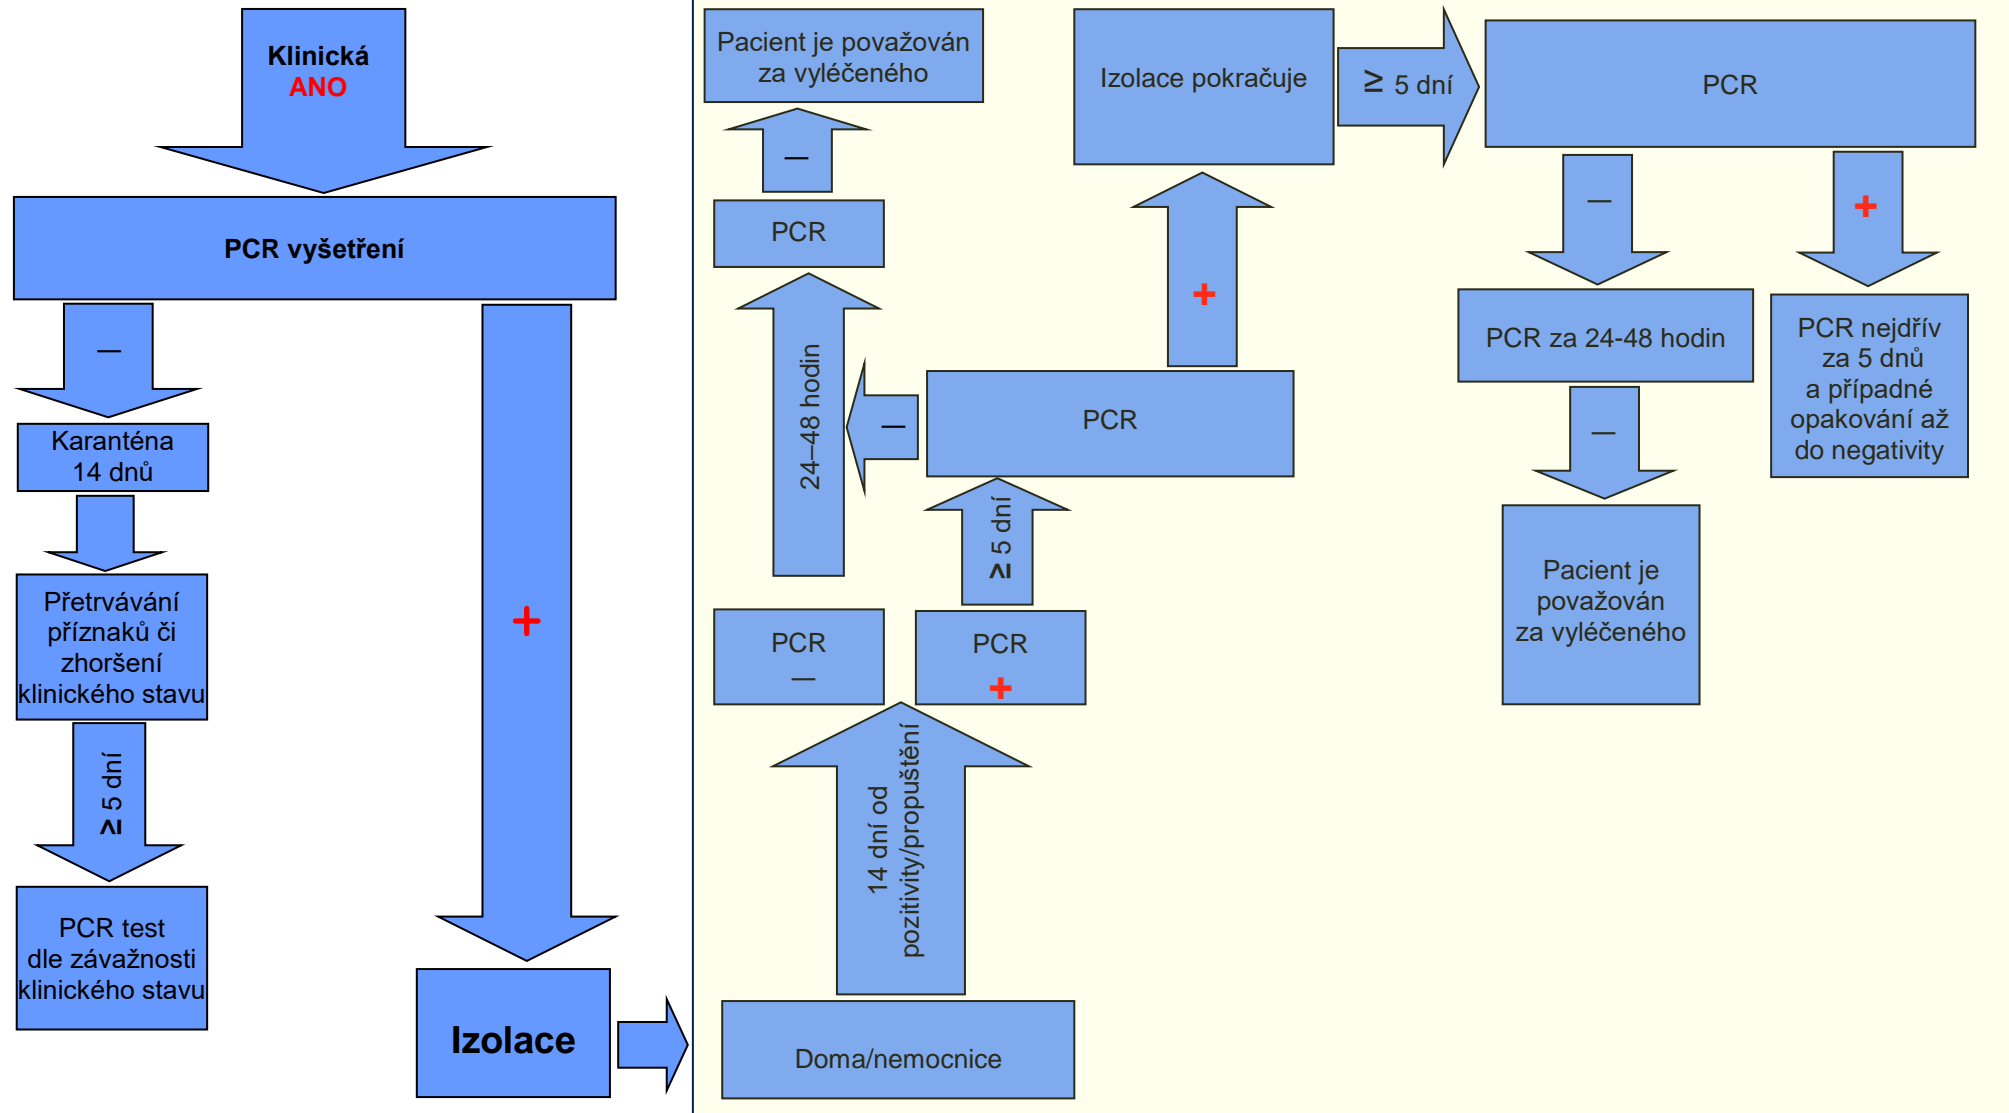 Klinická
ANO
PCR vyšetření
—
+
Karanténa
14 dnů
Přetrvávání
příznaků či
zhoršení
klinického stavu
≥ 5 dní
PCR test
dle závažnosti
klinického stavu
Izolace
Doma/nemocnice
14 dní od
pozitivity/propuštění
PCR
—
PCR
+
24–48 hodin
≥ 5 dní
PCR
—
+
PCR
—
Pacient je považován
za vyléčeného
Izolace pokračuje
≥ 5 dní
PCR
—
+
PCR za 24-48 hodin
—
Pacient je
považován
za vyléčeného
PCR nejdřív
za 5 dnů
a případné
opakování až
do negativity